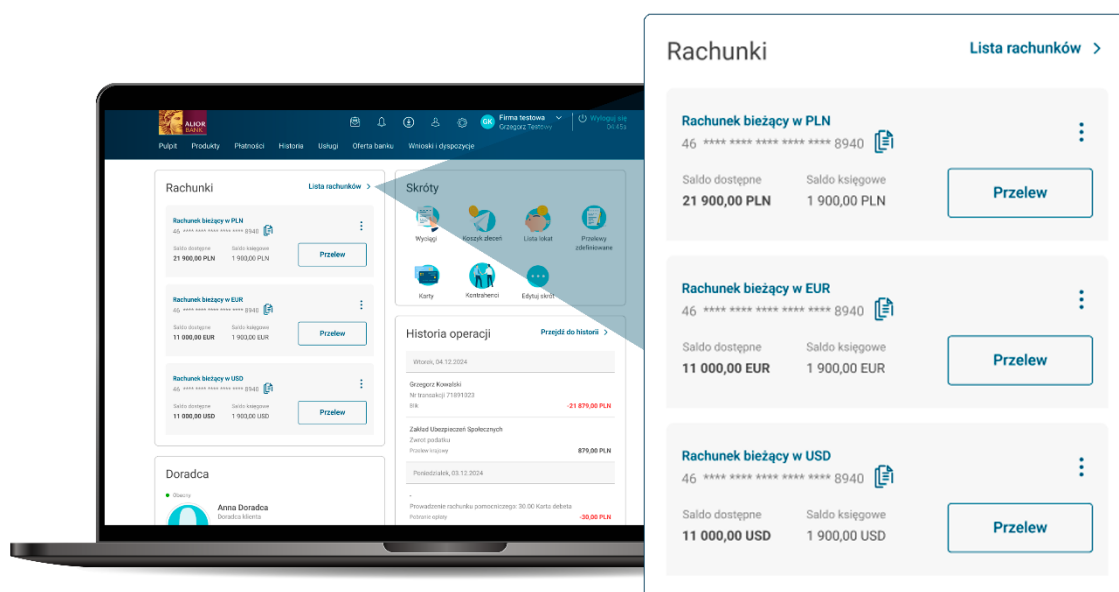 ALIOR
BANK
GK
Firma testowa
Grzegorz Testowy
Wyloguj się
04:45s
Pulpit Produkty Płatności Historia Usługi Oferta banku Wnioski i dyspozycje
Rachunki
Lista rachunków >
Rachunek bieżący w PLN
46 **** **** **** **** **** 8940
Saldo dostępne Saldo księgowe
21 900,00 PLN 1 900,00 PLN
Przelew
Rachunek bieżący w EUR
46 **** **** **** **** **** 8940
Saldo dostępne Saldo księgowe
11 000,00 EUR 1 900,00 EUR
Przelew
Rachunek bieżący w USD
46 **** **** **** **** **** 8940
Saldo dostępne Saldo księgowe
11 000,00 USD 1 900,00 USD
Przelew
Doradca
Obecny
Anna Doradca
Doradca klienta
Skróty
Wyciągi
Koszyk zleceń
Lista lokat
Przelewy
zdefiniowane
Karty
Kontrahenci
Edytuj skrót
Historia operacji
Przejdź do historii >
Wtorek, 04.12.2024
Grzegorz Kowalski
Nr transakcji 71891023
Blik
-21 879,00 PLN
Zakład Ubezpieczeń Społecznych
Zwrot podatku
Przelew krajowy
879,00 PLN
Poniedziałek, 03.12.2024
-
Prowadzenie rachunku pomocniczego: 30.00 Karta debeto
Pobranie opłaty
-30,00 PLN
Rachunki
Lista rachunków >
Rachunek bieżący w PLN
46 **** **** **** **** **** 8940
Saldo dostępne Saldo księgowe
21 900,00 PLN 1 900,00 PLN
Przelew
Rachunek bieżący w EUR
46 **** **** **** **** **** 8940
Saldo dostępne Saldo księgowe
11 000,00 EUR 1 900,00 EUR
Przelew
Rachunek bieżący w USD
46 **** **** **** **** **** 8940
Saldo dostępne Saldo księgowe
11 000,00 USD 1 900,00 USD
Przelew